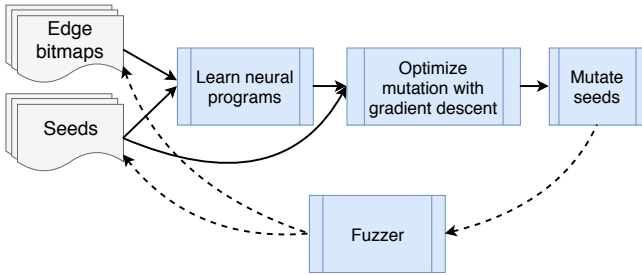 Edge
bitmaps
Seeds
Learn neural
programs
Optimize
mutation with
gradient descent
Mutate
seeds
Fuzzer